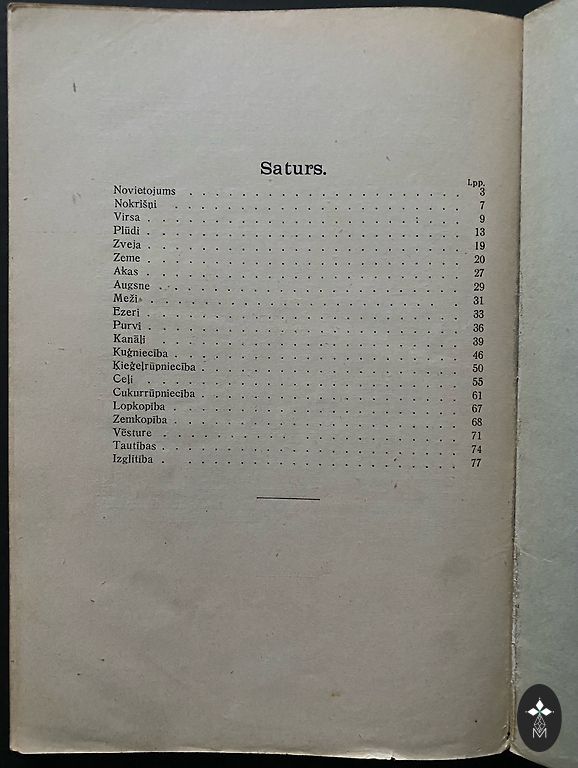 Saturs.
Lpp.
Novietojums . . . . . . . . . . . . . . . . . . . 3
Nokrišņi . . . . . . . . . . . . . . . . . . . 7
Virsa . . . . . . . . . . . . . . . . . . . . 9
Plūdi . . . . . . . . . . . . . . . . . . . . 13
Zveja . . . . . . . . . . . . . . . . . . . . 19
Zeme . . . . . . . . . . . . . . . . . . . . 20
Akas . . . . . . . . . . . . . . . . . . . . 27
Augsne . . . . . . . . . . . . . . . . . . . . 29
Meži . . . . . . . . . . . . . . . . . . . . 31
Ezeri . . . . . . . . . . . . . . . . . . . . 33
Purvi . . . . . . . . . . . . . . . . . . . . 36
Kanāļi . . . . . . . . . . . . . . . . . . . . 39
Kuģniecība . . . . . . . . . . . . . . . . . . . 46
Ķieģeļrūpniecība . . . . . . . . . . . . . . . . . 50
Ceļi . . . . . . . . . . . . . . . . . . . . 55
Cukurrūpniecība . . . . . . . . . . . . . . . . . 61
Lopkopība . . . . . . . . . . . . . . . . . . . 67
Zemkopība . . . . . . . . . . . . . . . . . . . 68
Vēsture . . . . . . . . . . . . . . . . . . . 71
Tautības . . . . . . . . . . . . . . . . . . . 74
Izglītība . . . . . . . . . . . . . . . . . . . 77